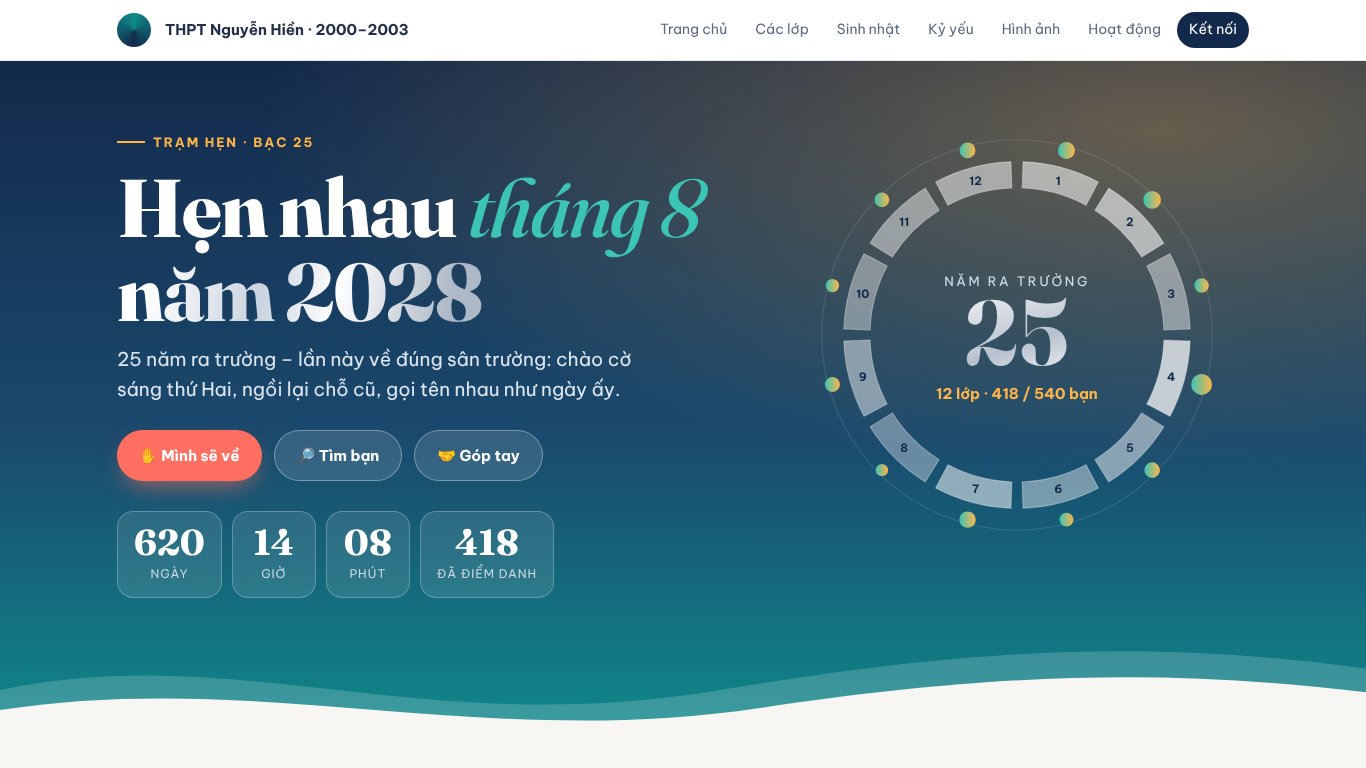 THPT Nguyễn Hiền · 2000–2003
Trang chủ
Các lớp
Sinh nhật
Kỷ yếu
Hình ảnh
Hoạt động
Kết nối
TRẠM HẸN · BẠC 25
Hẹn nhau tháng 8
năm 2028
25 năm ra trường – lần này về đúng sân trường: chào cờ
sáng thứ Hai, ngồi lại chỗ cũ, gọi tên nhau như ngày ấy.
✋ Mình sẽ về
🔎 Tìm bạn
🤝 Góp tay
620
NGÀY
14
GIỜ
08
PHÚT
418
ĐÃ ĐIỂM DANH
12
1
2
3
4
5
6
7
8
9
10
11
NĂM RA TRƯỜNG
25
12 lớp · 418 / 540 bạn